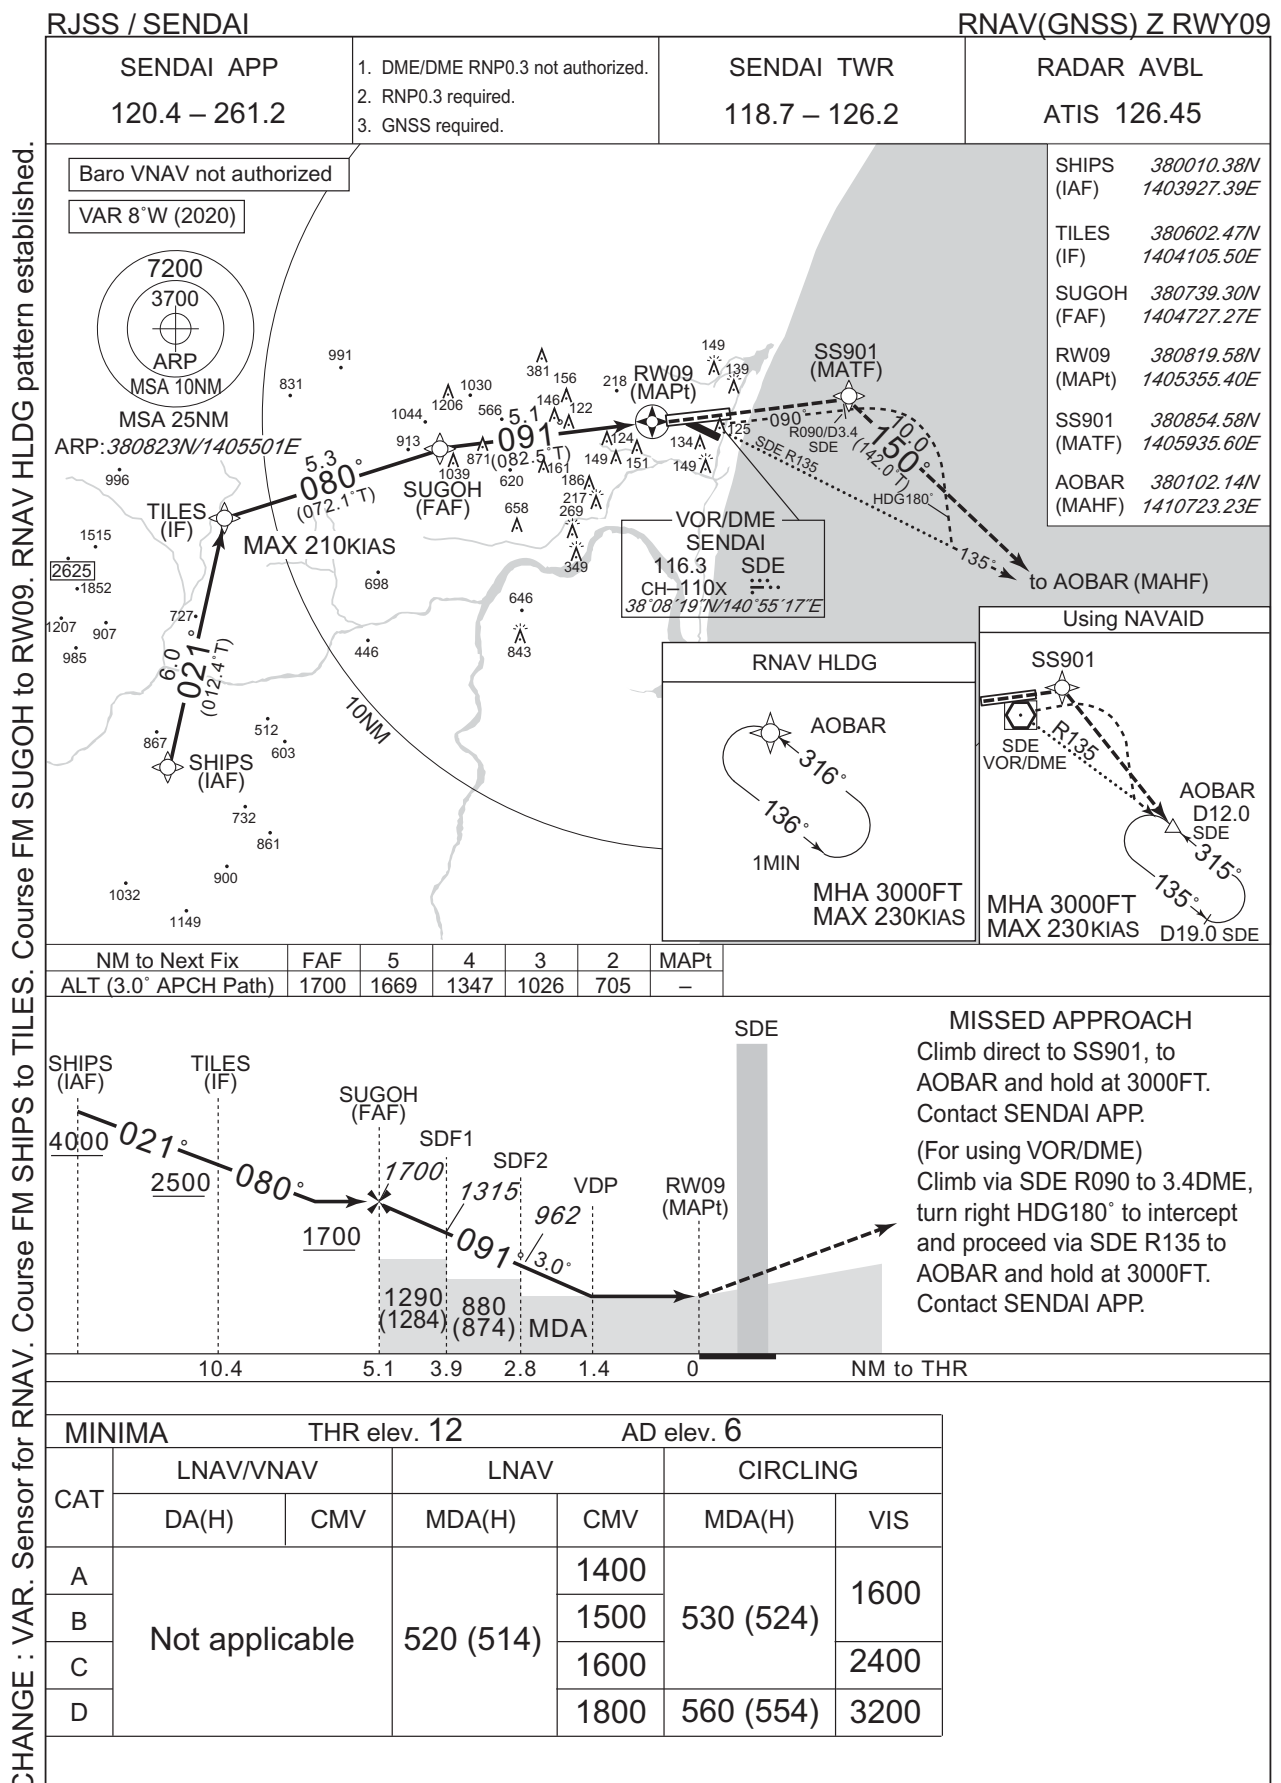 RJSS / SENDAI
RNAV(GNSS) Z RWY09
SENDAI APP
120.4 – 261.2
1. DME/DME RNP0.3 not authorized.
2. RNP0.3 required.
3. GNSS required.
SENDAI TWR
118.7 – 126.2
RADAR AVBL
ATIS 126.45
CHANGE : VAR. Sensor for RNAV. Course FM SHIPS to TILES. Course FM SUGOH to RW09. RNAV HLDG pattern established.
Baro VNAV not authorized
VAR 8°W (2020)
7200
3700
ARP
MSA 10NM
MSA 25NM
ARP:380823N/1405501E
SHIPS 380010.38N
(IAF) 1403927.39E
TILES 380602.47N
(IF) 1404105.50E
SUGOH 380739.30N
(FAF) 1404727.27E
RW09 380819.58N
(MAPt) 1405355.40E
SS901 380854.58N
(MATF) 1405935.60E
AOBAR 380102.14N
(MAHF) 1410723.23E
991
831
1044
1206
1030
566
913
871
1039
381
156
146
122
218
149
139
124
149
151
134
149
125
161
186
217
269
349
620
658
646
843
698
446
996
1515
2625
1852
1207
907
985
727
867
512
603
732
861
900
1032
1149
RW09
(MAPt)
SS901
(MATF)
5.1
091°
(082.5°T)
5.3
080°
(072.1°T)
SUGOH
(FAF)
TILES
(IF)
MAX 210KIAS
6.0
021°
(012.4°T)
SHIPS
(IAF)
10NM
090°
R090/D3.4
SDE
SDE R135
10.0
150°
(142.0°T)
HDG180°
135°
to AOBAR (MAHF)
VOR/DME
SENDAI
116.3 SDE
CH–110X
38°08′19″N/140°55′17″E
RNAV HLDG
AOBAR
316°
136°
1MIN
MHA 3000FT
MAX 230KIAS
Using NAVAID
SS901
SDE
VOR/DME
R135
AOBAR
D12.0
SDE
315°
135°
MHA 3000FT
MAX 230KIAS
D19.0 SDE
NM to Next Fix FAF 5 4 3 2 MAPt
ALT (3.0° APCH Path) 1700 1669 1347 1026 705 –
SHIPS
(IAF)
TILES
(IF)
SUGOH
(FAF)
SDF1
SDF2
VDP
RW09
(MAPt)
SDE
4000
021°
2500
080°
1700
1700
1315
962
091°
3.0°
1290
(1284)
880
(874)
MDA
10.4 5.1 3.9 2.8 1.4 0 NM to THR
MISSED APPROACH
Climb direct to SS901, to
AOBAR and hold at 3000FT.
Contact SENDAI APP.
(For using VOR/DME)
Climb via SDE R090 to 3.4DME,
turn right HDG180° to intercept
and proceed via SDE R135 to
AOBAR and hold at 3000FT.
Contact SENDAI APP.
MINIMA THR elev. 12 AD elev. 6
CAT LNAV/VNAV LNAV CIRCLING
DA(H) CMV MDA(H) CMV MDA(H) VIS
A 1400
B 1500
C 1600
D 1800
Not applicable
520 (514)
530 (524)
560 (554)
1600
2400
3200